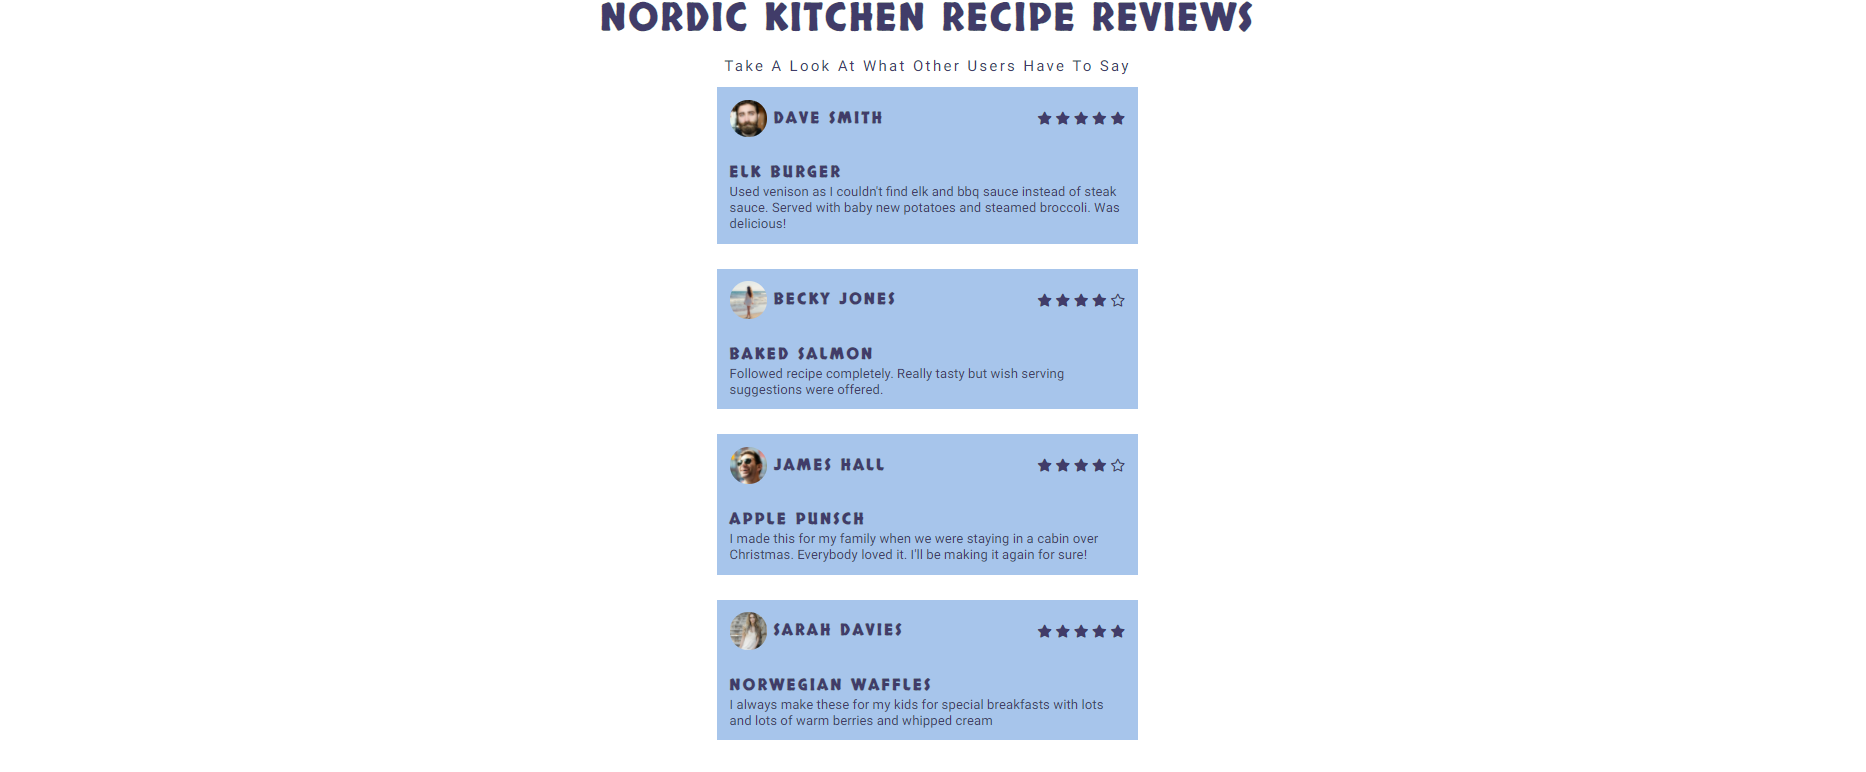 NORDIC KITCHEN RECIPE REVIEWS
Take A Look At What Other Users Have To Say
DAVE SMITH
ELK BURGER
Used venison as I couldn't find elk and bbq sauce instead of steak
sauce. Served with baby new potatoes and steamed broccoli. Was
delicious!
BECKY JONES
BAKED SALMON
Followed recipe completely. Really tasty but wish serving
suggestions were offered.
JAMES HALL
APPLE PUNSCH
I made this for my family when we were staying in a cabin over
Christmas. Everybody loved it. I'll be making it again for sure!
SARAH DAVIES
NORWEGIAN WAFFLES
I always make these for my kids for special breakfasts with lots
and lots of warm berries and whipped cream